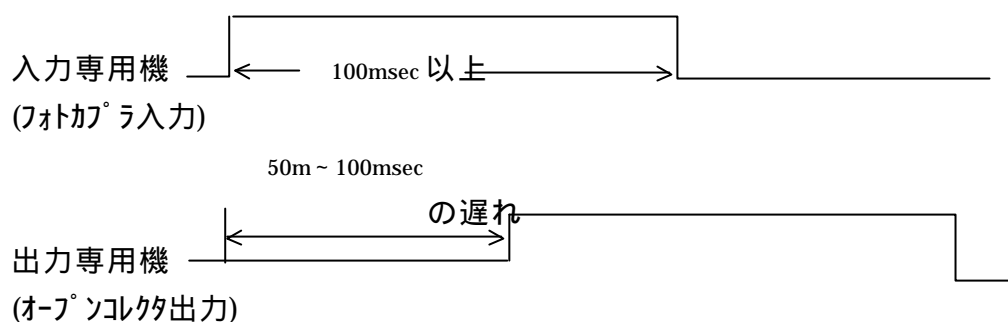 入力専用機
100msec 以上
(ﾌｫﾄｶﾌﾟﾗ入力)
50m ~ 100msec
の遅れ
出力専用機
(ｵｰﾌﾟﾝｺﾚｸﾀ出力)